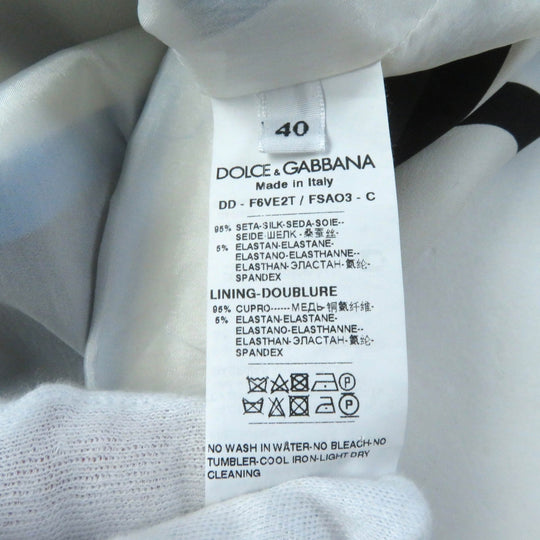 40
DOLCE & GABBANA
Made in Italy
DD - F6VE2T / FSAO3 - C
95% SETA-SILK-SEDA-SOIE--
SEIDE-ШЕЛК-桑蚕丝-
5% ELASTAN-ELASTANE-
ELASTANO-ELASTHANNE--
ELASTHAN-ЭЛАСТАН-氨纶-
SPANDEX
LINING-DOUBLURE
95% CUPRO------МЕДЬ-铜氨纤维-
5% ELASTAN-ELASTANE-
ELASTANO-ELASTHANNE--
ELASTHAN-ЭЛАСТАН-氨纶-
SPANDEX
NO WASH IN WATER-NO BLEACH-NO
TUMBLER-COOL IRON-LIGHT DRY
CLEANING